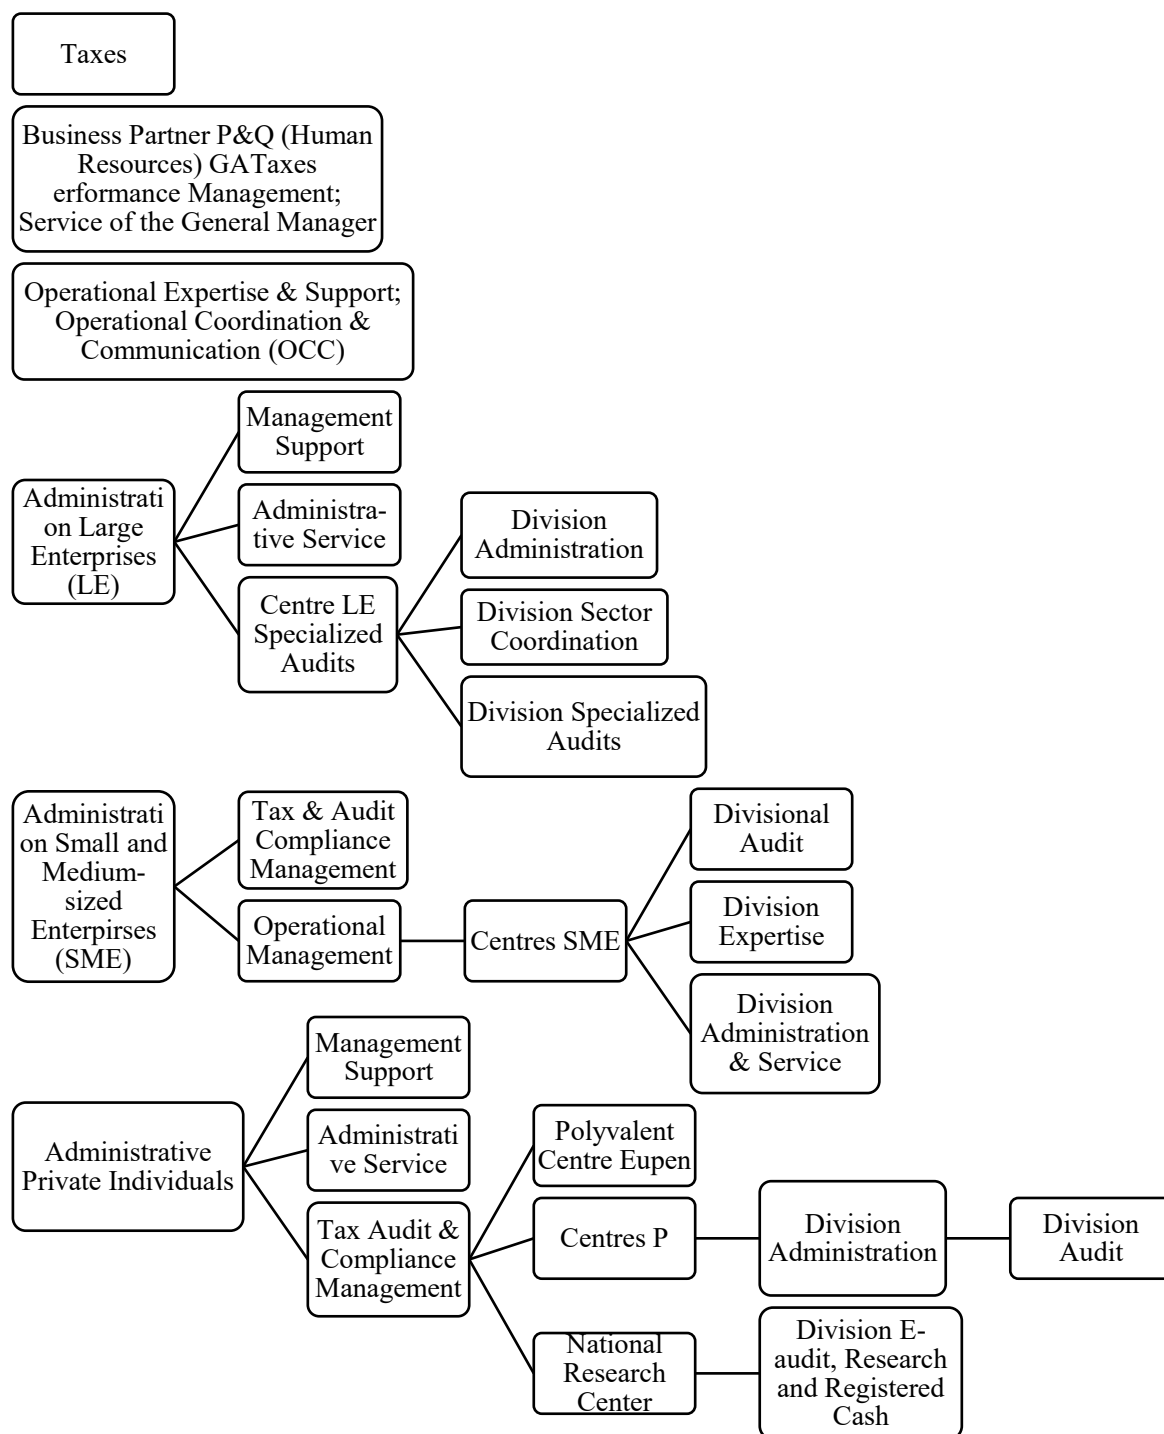 Taxes
Business Partner P&Q (Human
Resources) GATaxes
erformance Management;
Service of the General Manager
Operational Expertise & Support;
Operational Coordination &
Communication (OCC)
Administrati
on Large
Enterprises
(LE)
Management
Support
Administra-
tive Service
Centre LE
Specialized
Audits
Division
Administration
Division Sector
Coordination
Division Specialized
Audits
Administrati
on Small and
Medium-
sized
Enterpirses
(SME)
Tax & Audit
Compliance
Management
Operational
Management
Centres SME
Divisional
Audit
Division
Expertise
Division
Administration
& Service
Administrative
Private Individuals
Management
Support
Administrati
ve Service
Tax Audit &
Compliance
Management
Polyvalent
Centre Eupen
Centres P
Division
Administration
Division
Audit
National
Research
Center
Division E-
audit, Research
and Registered
Cash